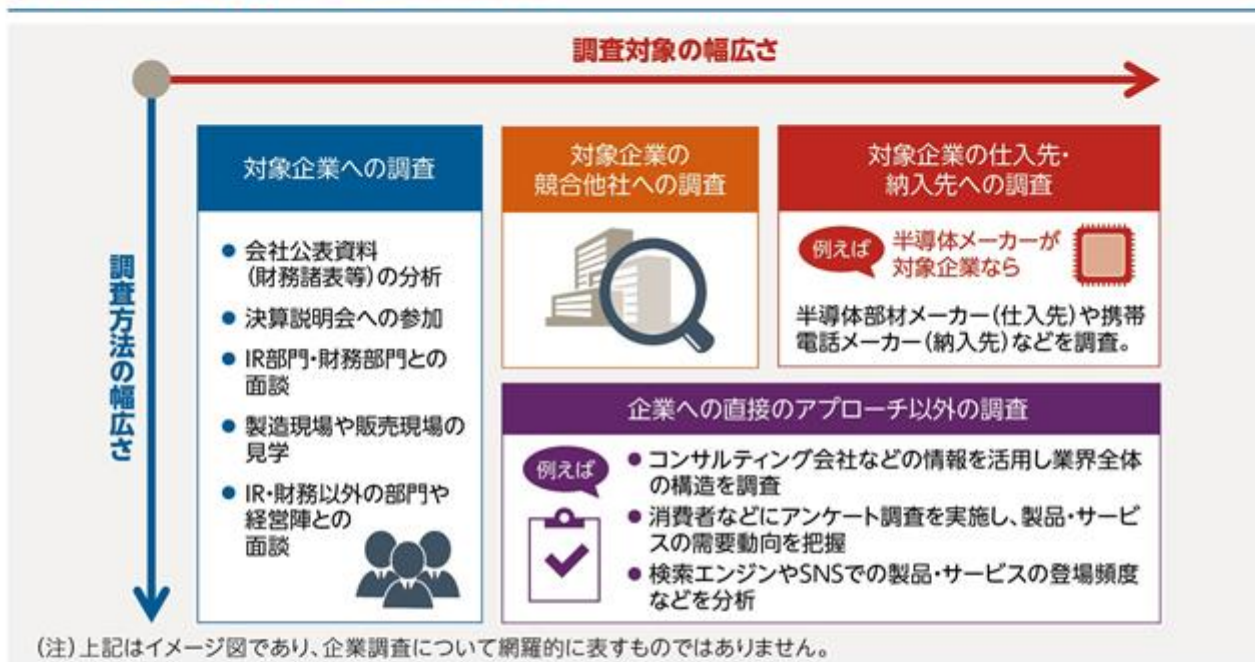 調査対象の幅広さ
調査方法の幅広さ
対象企業への調査
● 会社公表資料
(財務諸表等)の分析
● 決算説明会への参加
● IR部門・財務部門との
面談
● 製造現場や販売現場の
見学
● IR・財務以外の部門や
経営陣との
面談
対象企業の
競合他社への調査
対象企業の仕入先・
納入先への調査
例えば
半導体メーカーが
対象企業なら
半導体部材メーカー(仕入先)や携帯
電話メーカー(納入先)などを調査。
企業への直接のアプローチ以外の調査
例えば
● コンサルティング会社などの情報を活用し業界全体
の構造を調査
● 消費者などにアンケート調査を実施し、製品・サービ
スの需要動向を把握
● 検索エンジンやSNSでの製品・サービスの登場頻度
などを分析
(注)上記はイメージ図であり、企業調査について網羅的に表すものではありません。